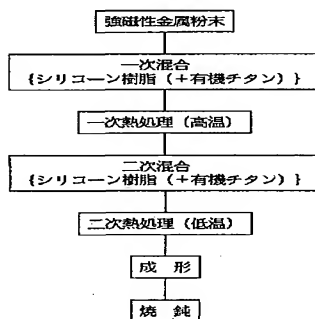 強磁性金属粉末
一次混合
{シリコーン樹脂(+有機チタン)}
一次熱処理(高温)
二次混合
{シリコーン樹脂(+有機チタン)}
二次熱処理(低温)
成 形
焼 鈍